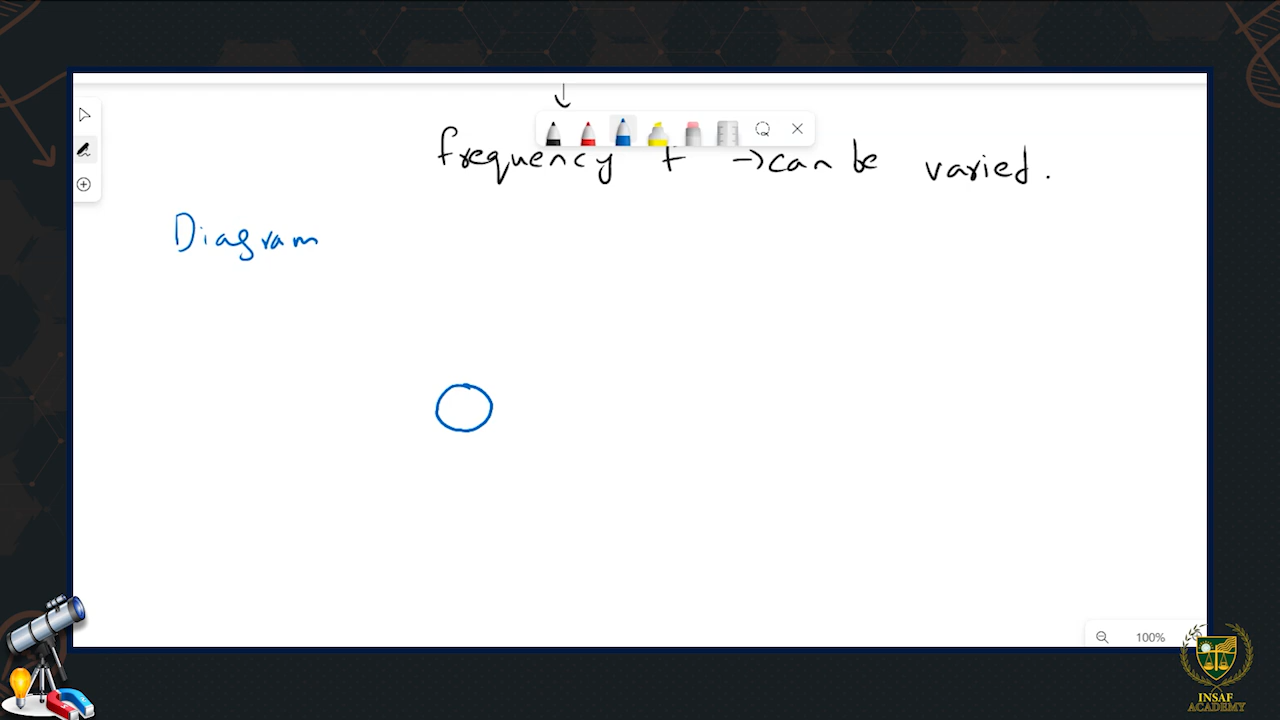 frequency f → can be varied.
Diagram
100%
INSAF
ACADEMY